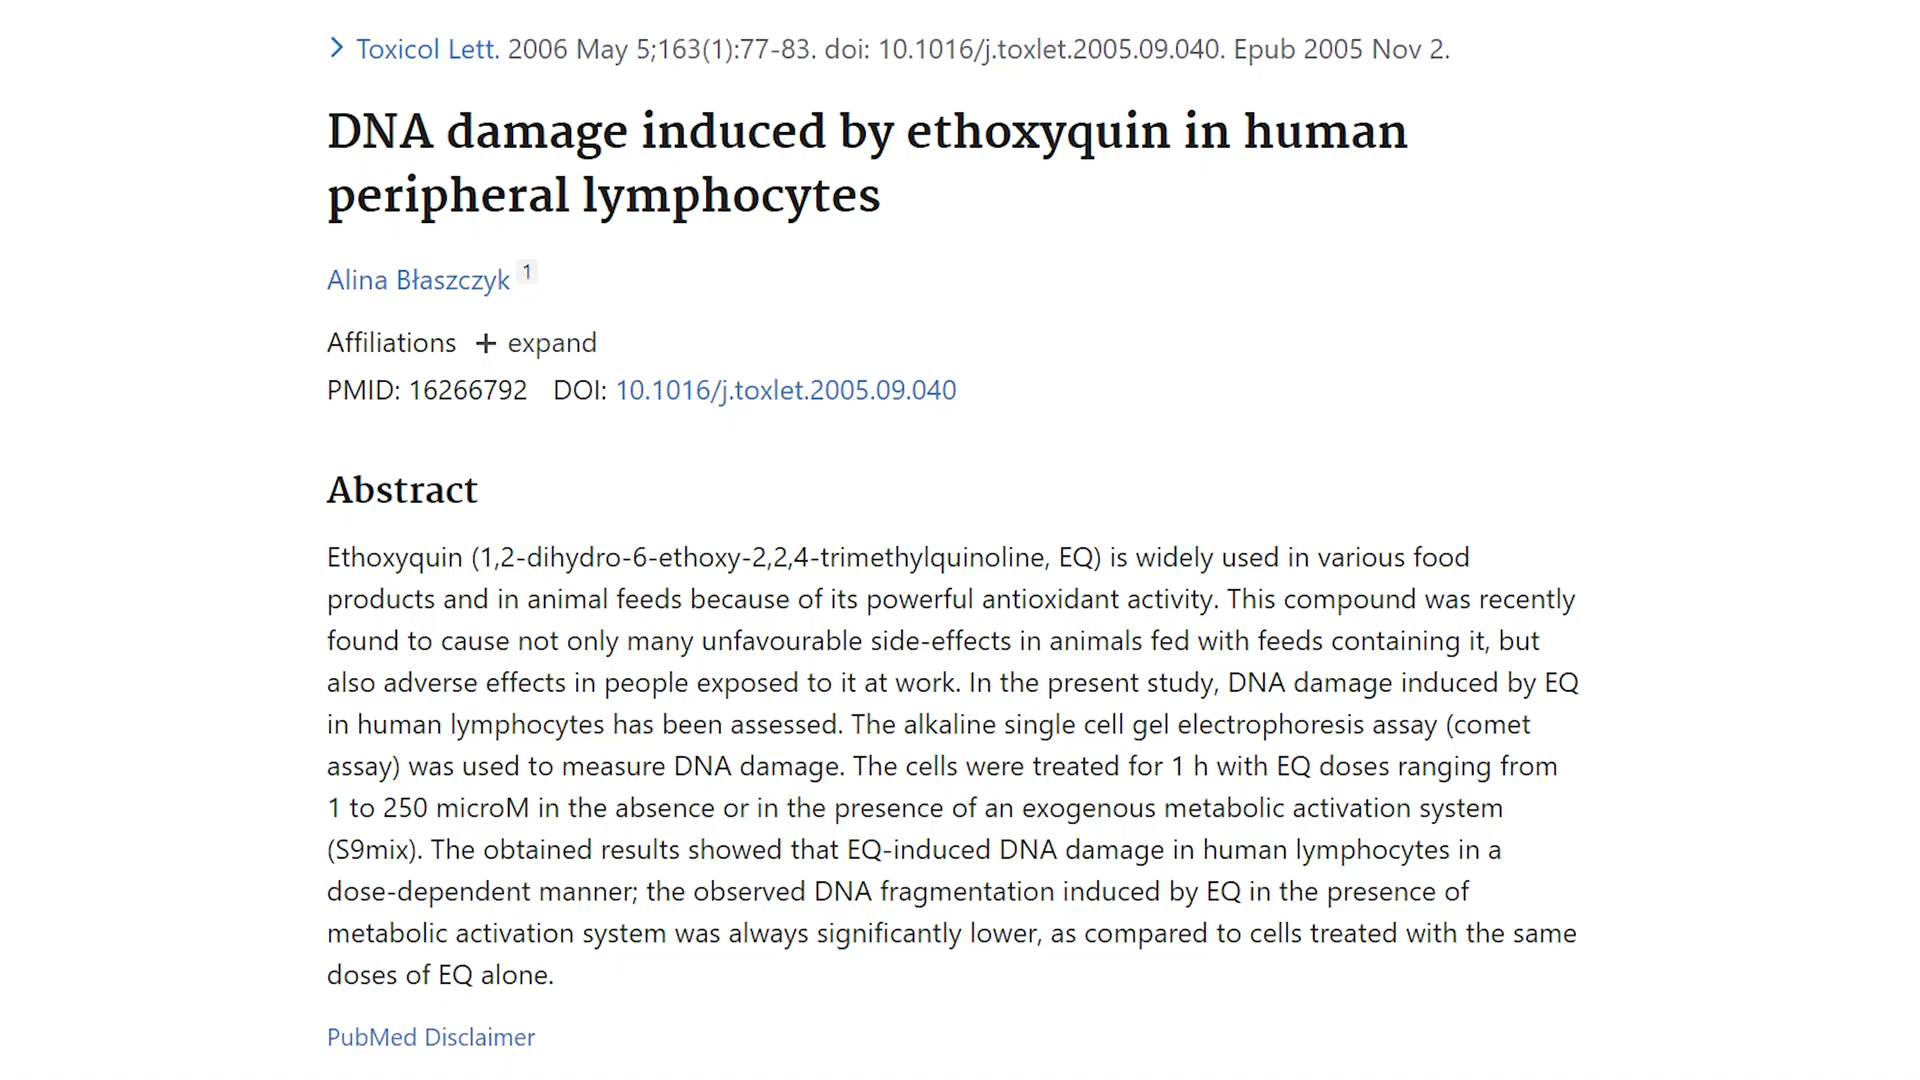 Toxicol Lett. 2006 May 5;163(1):77-83. doi: 10.1016/j.toxlet.2005.09.040. Epub 2005 Nov 2.
DNA damage induced by ethoxyquin in human
peripheral lymphocytes
Alina Błaszczyk 1
Affiliations + expand
PMID: 16266792 DOI: 10.1016/j.toxlet.2005.09.040
Abstract
Ethoxyquin (1,2-dihydro-6-ethoxy-2,2,4-trimethylquinoline, EQ) is widely used in various food
products and in animal feeds because of its powerful antioxidant activity. This compound was recently
found to cause not only many unfavourable side-effects in animals fed with feeds containing it, but
also adverse effects in people exposed to it at work. In the present study, DNA damage induced by EQ
in human lymphocytes has been assessed. The alkaline single cell gel electrophoresis assay (comet
assay) was used to measure DNA damage. The cells were treated for 1 h with EQ doses ranging from
1 to 250 microM in the absence or in the presence of an exogenous metabolic activation system
(S9mix). The obtained results showed that EQ-induced DNA damage in human lymphocytes in a
dose-dependent manner; the observed DNA fragmentation induced by EQ in the presence of
metabolic activation system was always significantly lower, as compared to cells treated with the same
doses of EQ alone.
PubMed Disclaimer